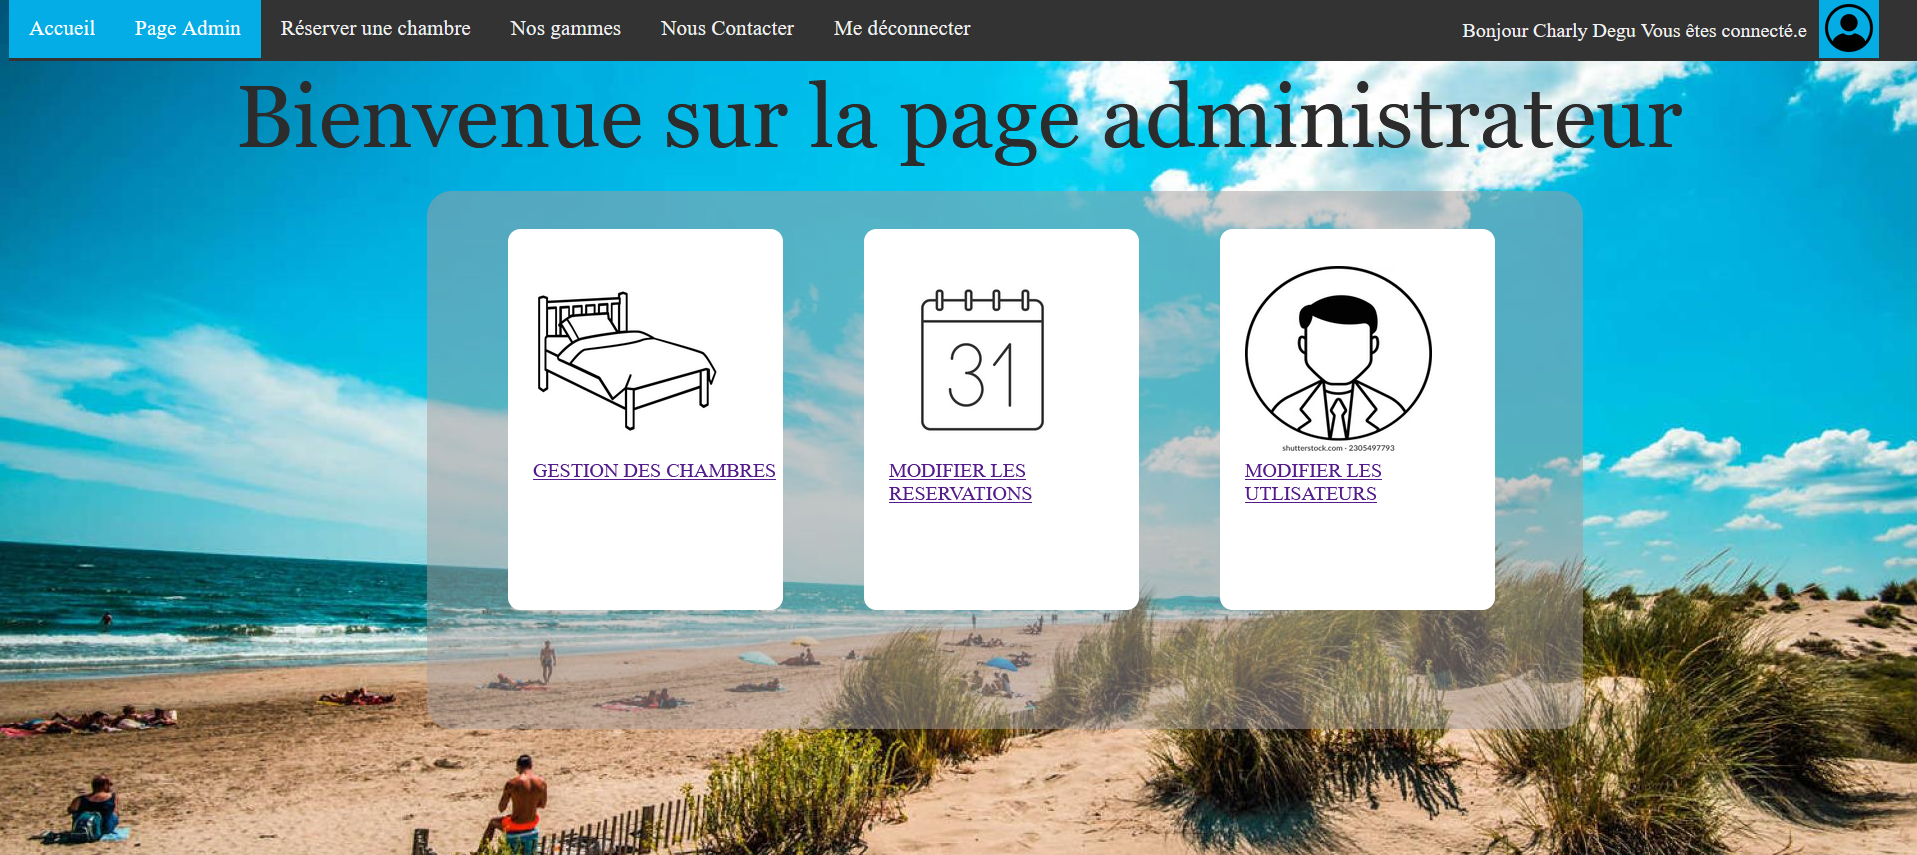 Accueil Page Admin Réserver une chambre Nos gammes Nous Contacter Me déconnecter Bonjour Charly Degu Vous êtes connecté.e
Bienvenue sur la page administrateur
31
shutterstock.com · 2305497793
GESTION DES CHAMBRES
MODIFIER LES
RESERVATIONS
MODIFIER LES
UTLISATEURS